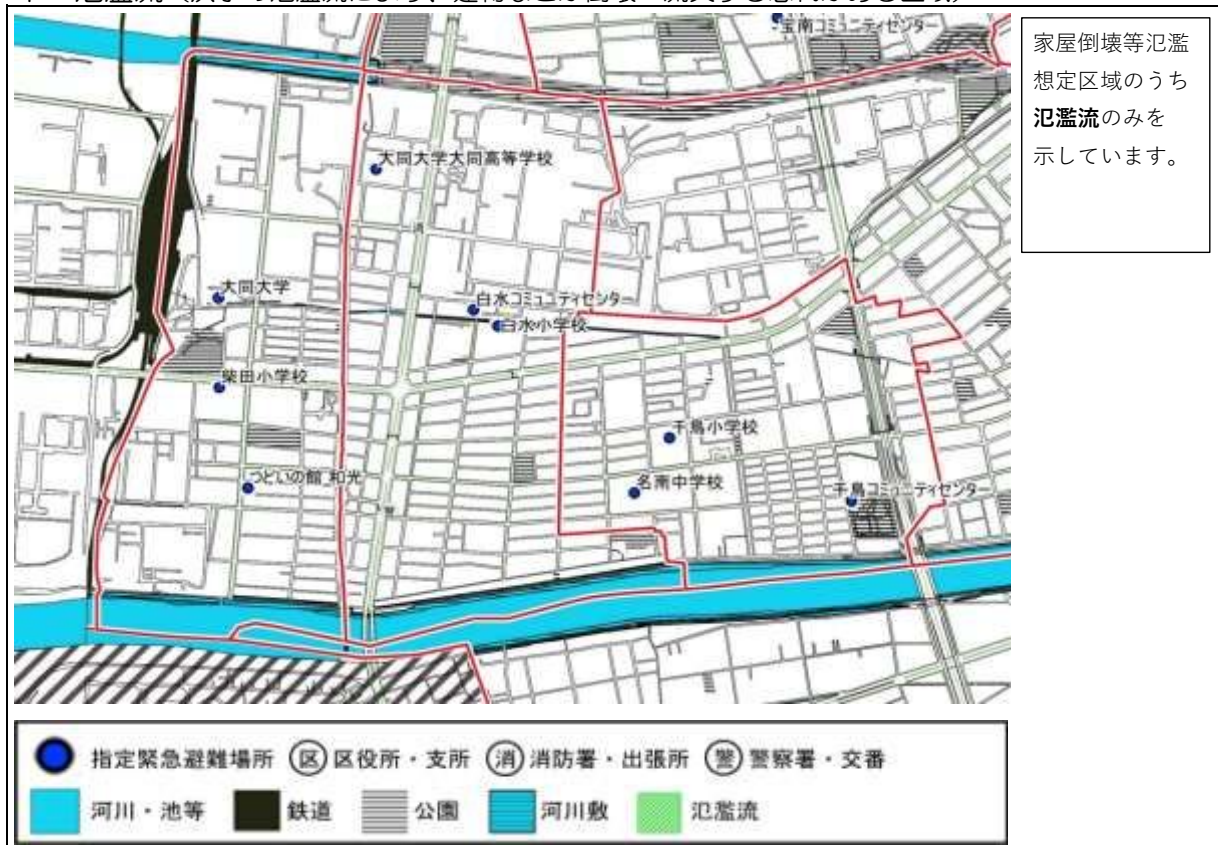 宝南コミュニティセンター
家屋倒壊等氾濫
想定区域のうち
氾濫流のみを
示しています。
大同大学大同高等学校
消
大同大学
白水コミュニティセンター
白水小学校
柴田小学校
千鳥小学校
つどいの館 和光
名南中学校
千鳥コミュニティセンター
指定緊急避難場所 区 区役所・支所 消 消防署・出張所 警 警察署・交番
河川・池等 鉄道 公園 河川敷 氾濫流